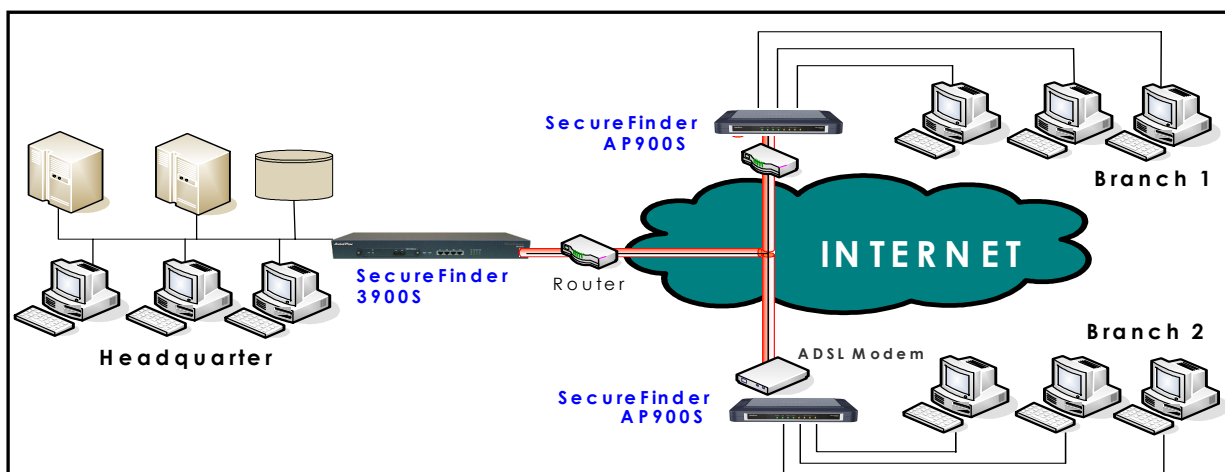 SecureFinder
AP900S
Branch 1
INTERNET
SecureFinder
3900S
Router
Headquarter
Branch 2
ADSL Modem
SecureFinder
AP900S